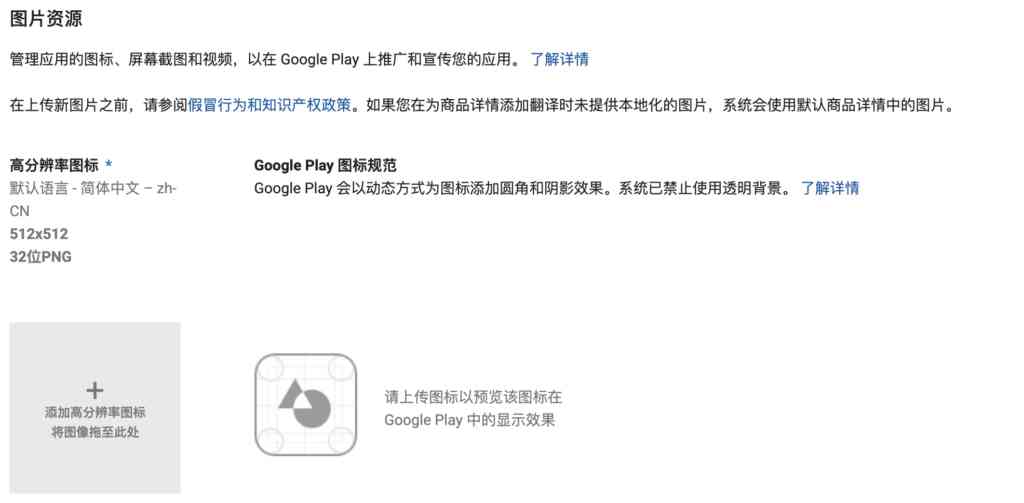 图片资源
管理应用的图标、屏幕截图和视频，以在 Google Play 上推广和宣传您的应用。 了解详情
在上传新图片之前，请参阅假冒行为和知识产权政策。如果您在为商品详情添加翻译时未提供本地化的图片，系统会使用默认商品详情中的图片。
高分辨率图标 *
默认语言 - 简体中文 – zh-
CN
512x512
32位PNG
Google Play 图标规范
Google Play 会以动态方式为图标添加圆角和阴影效果。系统已禁止使用透明背景。 了解详情
添加高分辨率图标
将图像拖至此处
请上传图标以预览该图标在
Google Play 中的显示效果